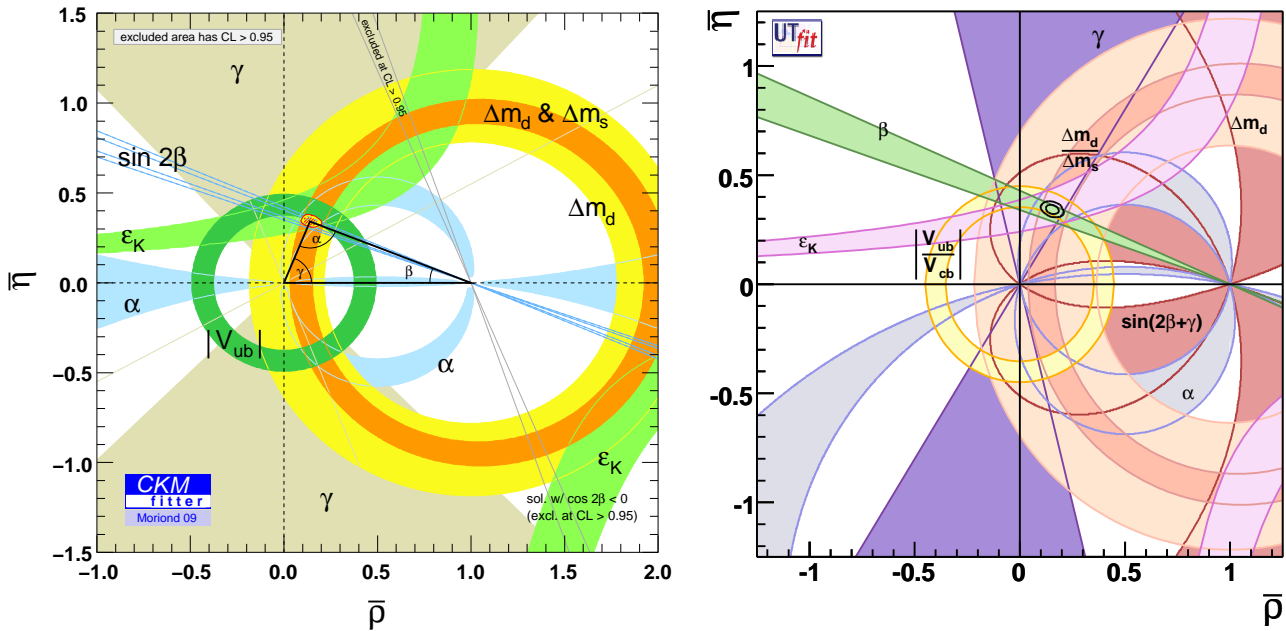 excluded area has CL > 0.95
excluded at CL > 0.95
γ
Δm_d & Δm_s
sin 2β
Δm_d
ε_K
α
γ
β
α
|V_ub|
α
ε_K
γ
sol. w/ cos 2β < 0
(excl. at CL > 0.95)
CKM
fitter
Moriond 09
1.5
1.0
0.5
0.0
−0.5
−1.0
−1.5
η̅
−1.0
−0.5
0.0
0.5
1.0
1.5
2.0
ρ̅
UTfit
γ
β
Δm_d
Δm_s
Δm_d
ε_K
|V_ub
V_cb|
sin(2β+γ)
α
η̅
1
0.5
0
-0.5
-1
-1
-0.5
0
0.5
1
ρ̅